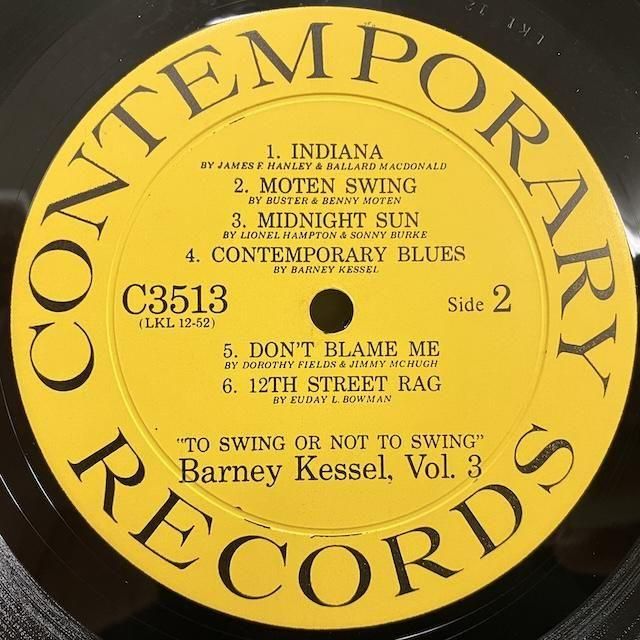 CONTEMPORARY
1. INDIANA
BY JAMES F. HANLEY & BALLARD MACDONALD
2. MOTEN SWING
BY BUSTER & BENNY MOTEN
3. MIDNIGHT SUN
BY LIONEL HAMPTON & SONNY BURKE
4. CONTEMPORARY BLUES
BY BARNEY KESSEL
C3513
(LKL 12-52)
Side 2
5. DON'T BLAME ME
BY DOROTHY FIELDS & JIMMY MCHUGH
6. 12TH STREET RAG
BY EUDAY L. BOWMAN
"TO SWING OR NOT TO SWING"
Barney Kessel, Vol. 3
RECORDS
LKL 12